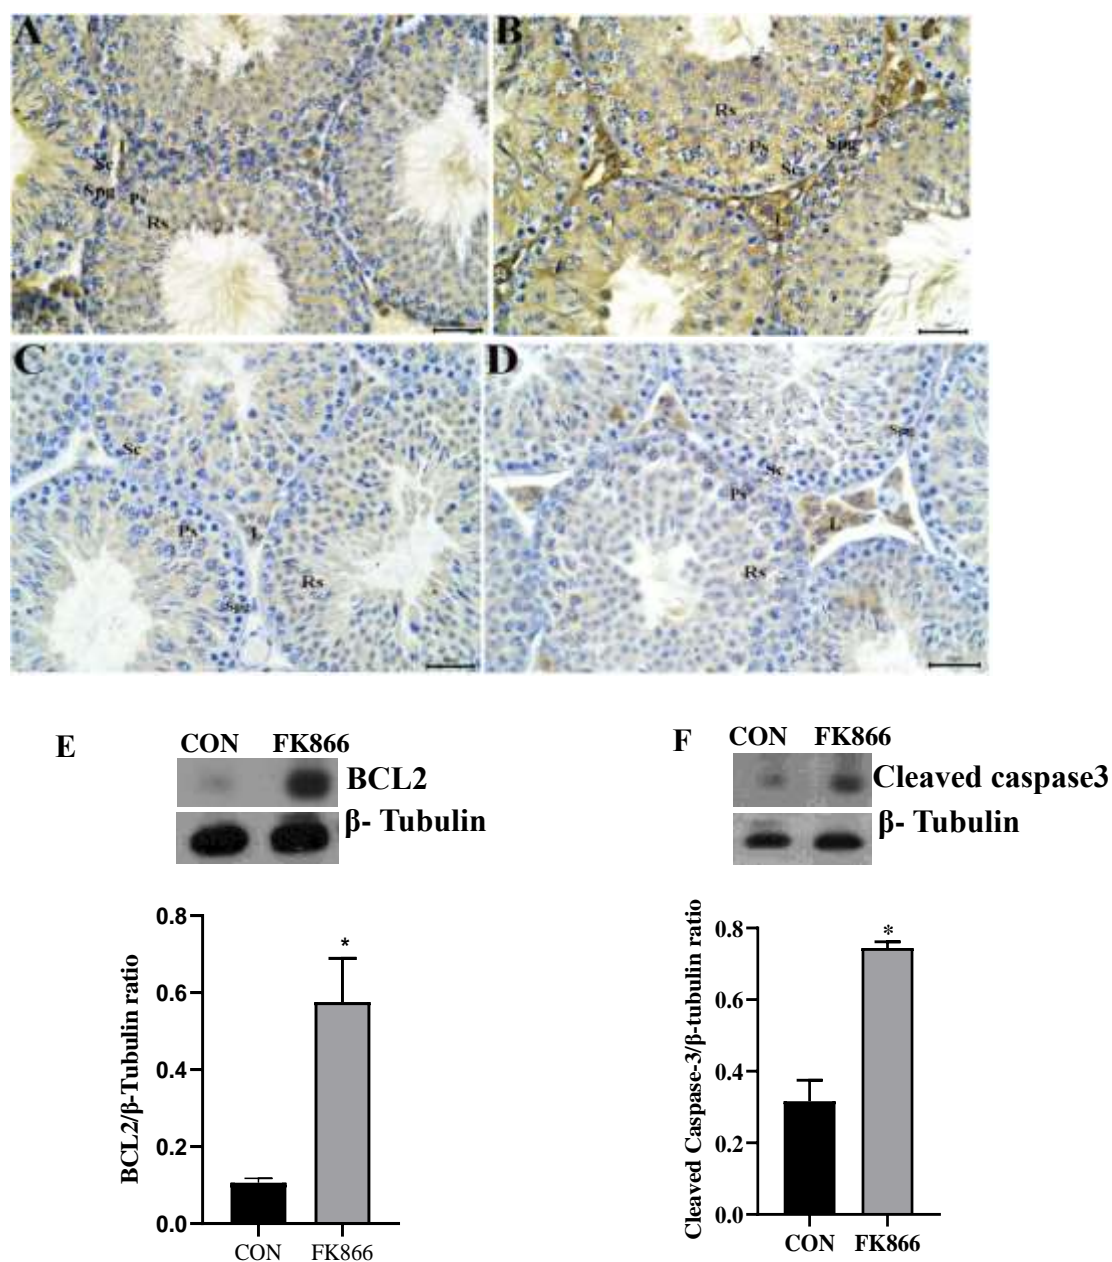 A
B
L
Sc
Spg
Ps
Rs
Rs
Ps
Spg
Sc
L
C
D
Sc
Ps
L
Rs
Spg
Spg
Sc
Ps
L
Rs
E
CON FK866
BCL2
β- Tubulin
F
CON FK866
Cleaved caspase3
β- Tubulin
BCL2/β-Tubulin ratio
0.8
0.6
0.4
0.2
0.0
*
CON FK866
Cleaved Caspase-3/β-tubulin ratio
0.8
0.6
0.4
0.2
0.0
*
CON FK866